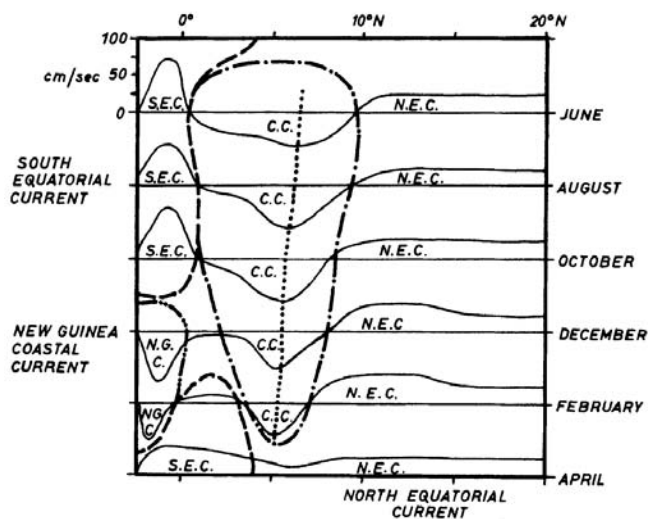 0° 10°N 20°N
100
cm/sec 50
0
S.E.C. C.C. N.E.C. JUNE
SOUTH
EQUATORIAL
CURRENT
S.E.C. C.C. N.E.C. AUGUST
S.E.C. C.C. N.E.C. OCTOBER
NEW GUINEA
COASTAL
CURRENT
N.G.
C. C.C. N.E.C DECEMBER
NG
C. C.C. N.E.C. FEBRUARY
S.E.C. N.E.C. APRIL
NORTH EQUATORIAL
CURRENT